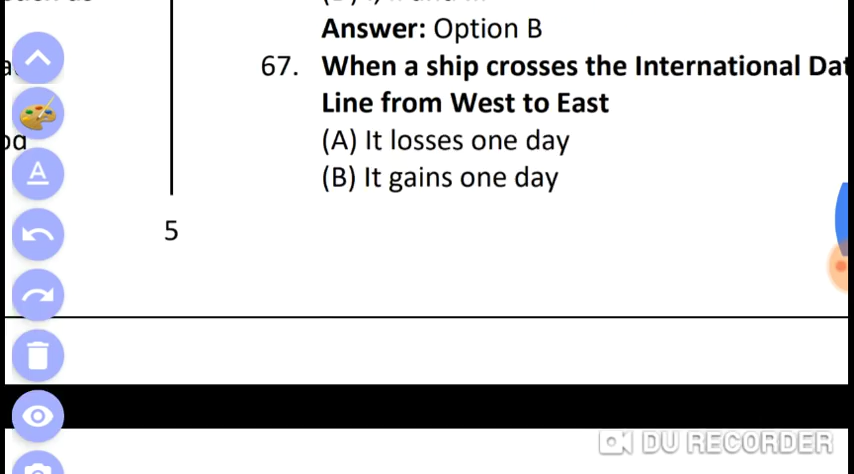 Answer: Option B
67. When a ship crosses the International Dat
Line from West to East
(A) It losses one day
(B) It gains one day
5
A
DU RECORDER